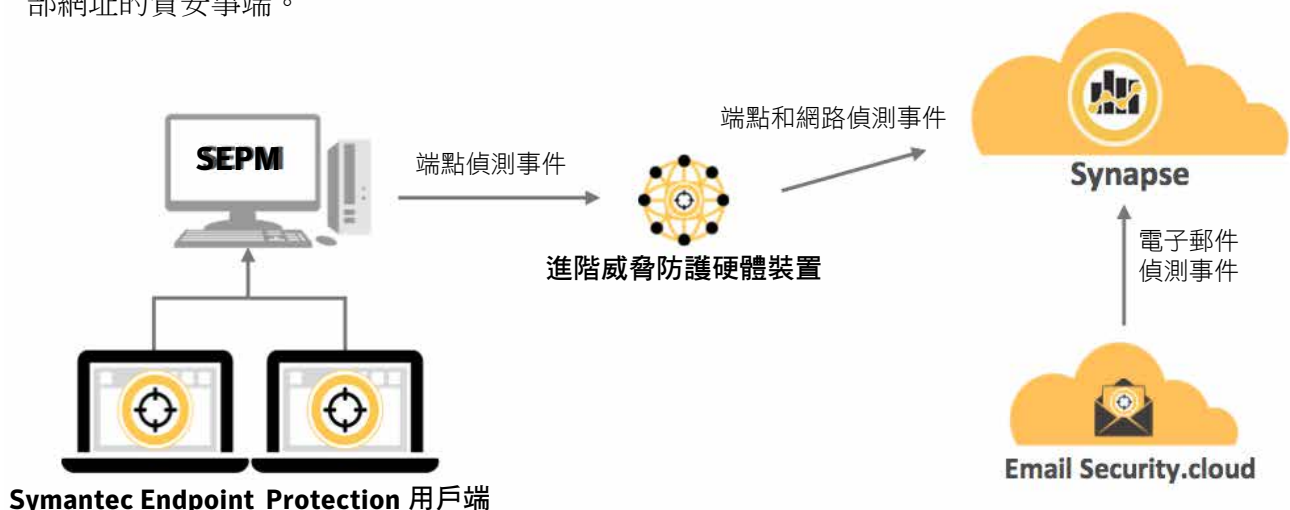 部網址的資安事端。
SEPM
端點偵測事件
進階威脅防護硬體裝置
端點和網路偵測事件
Synapse
電子郵件
偵測事件
Email Security.cloud
Symantec Endpoint Protection 用戶端